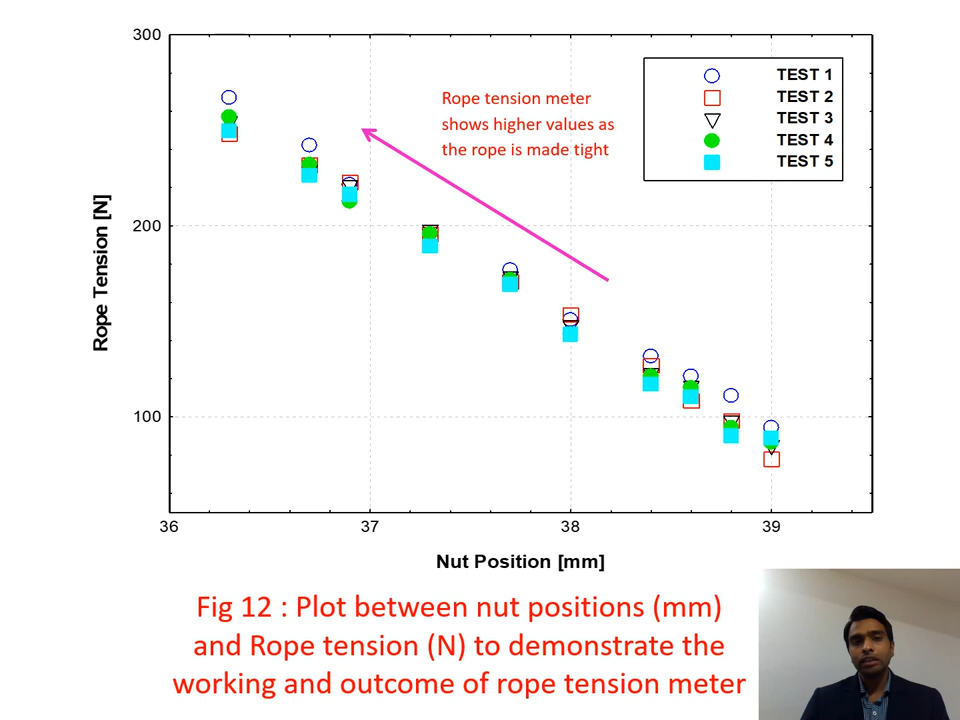 300
200
100
36
37
38
39
Rope Tension [N]
Nut Position [mm]
Rope tension meter
shows higher values as
the rope is made tight
TEST 1
TEST 2
TEST 3
TEST 4
TEST 5
Fig 12 : Plot between nut positions (mm)
and Rope tension (N) to demonstrate the
working and outcome of rope tension meter